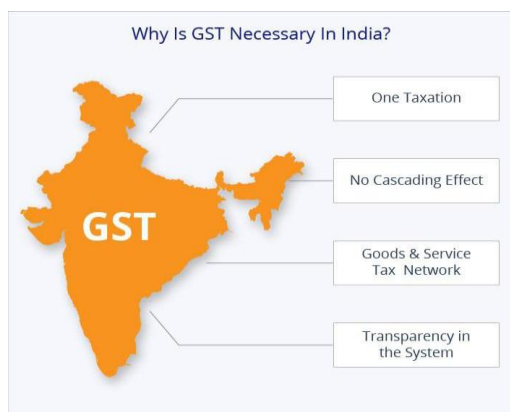 Why Is GST Necessary In India?
One Taxation
No Cascading Effect
GST
Goods & Service
Tax Network
Transparency in
the System